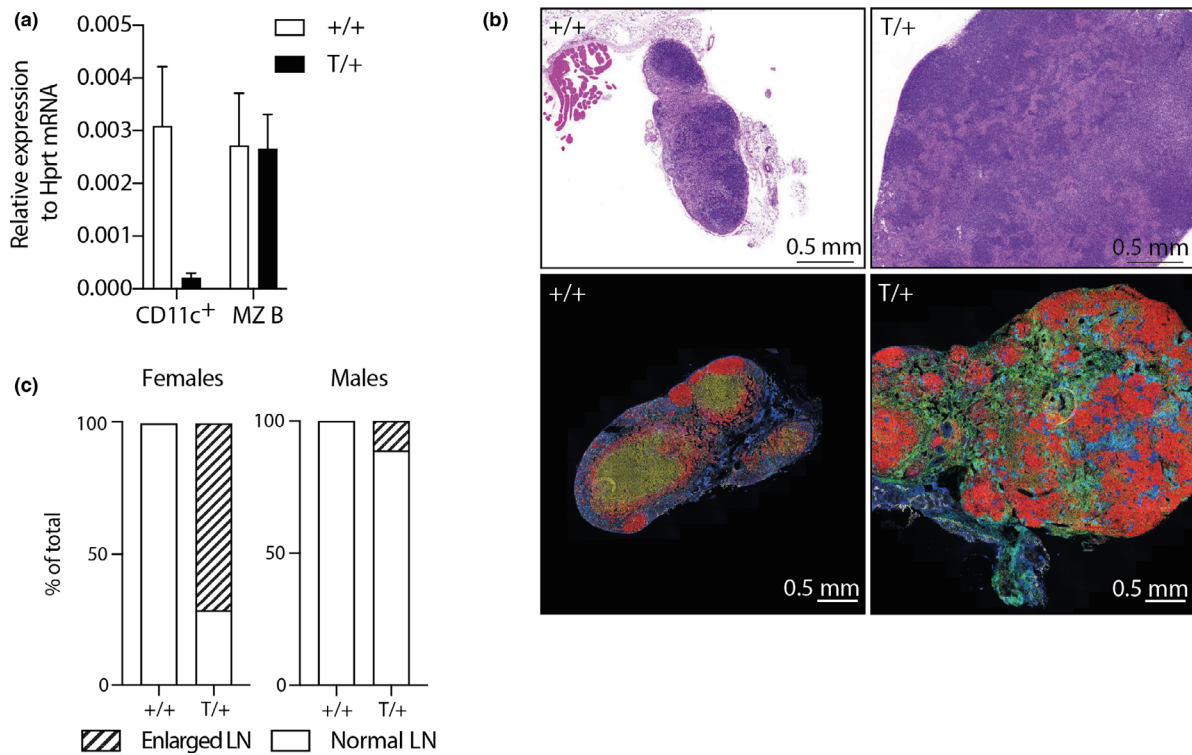 (a)
Relative expression
to Hprt mRNA
0.005
0.004
0.003
0.002
0.001
0.000
+/+
T/+
CD11c+ MZ B
(b)
+/+
0.5 mm
T/+
0.5 mm
+/+
0.5 mm
T/+
0.5 mm
(c)
Females Males
% of total
100
50
0
+/+ T/+
100
50
0
+/+ T/+
Enlarged LN Normal LN